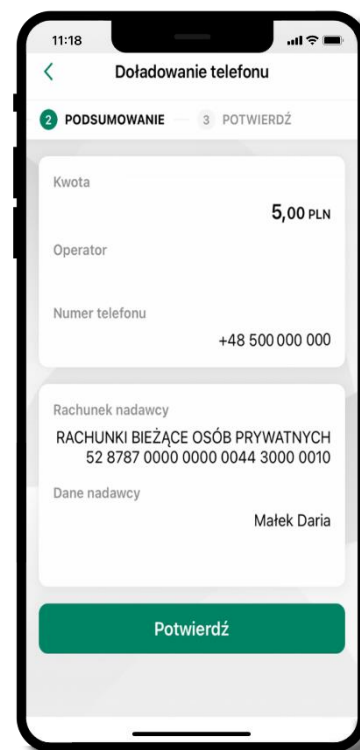 11:18
Doładowanie telefonu
2 PODSUMOWANIE 3 POTWIERDŹ
Kwota
5,00 PLN
Operator
Numer telefonu
+48 500 000 000
Rachunek nadawcy
RACHUNKI BIEŻĄCE OSÓB PRYWATNYCH
52 8787 0000 0000 0044 3000 0010
Dane nadawcy
Małek Daria
Potwierdź